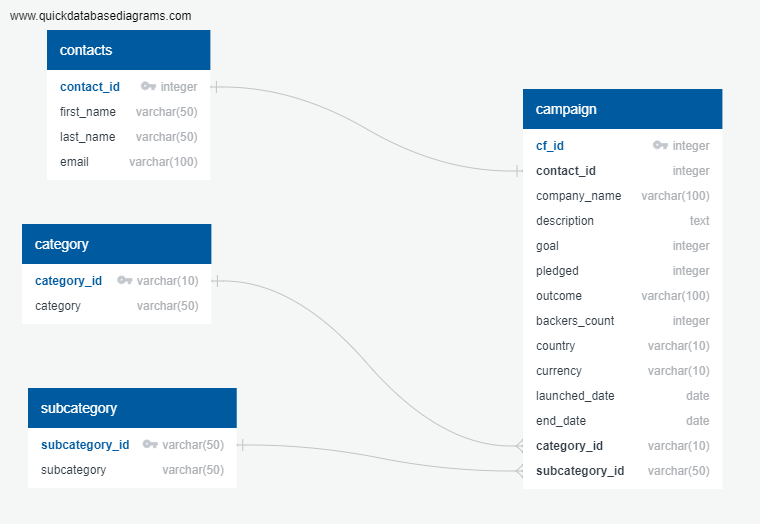 www.quickdatabasediagrams.com
contacts
contact_id integer
first_name varchar(50)
last_name varchar(50)
email varchar(100)
category
category_id varchar(10)
category varchar(50)
subcategory
subcategory_id varchar(50)
subcategory varchar(50)
campaign
cf_id integer
contact_id integer
company_name varchar(100)
description text
goal integer
pledged integer
outcome varchar(100)
backers_count integer
country varchar(10)
currency varchar(10)
launched_date date
end_date date
category_id varchar(10)
subcategory_id varchar(50)